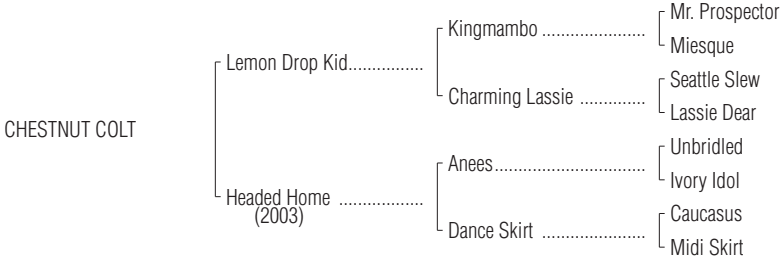 Mr. Prospector
Kingmambo ......................
Miesque
Lemon Drop Kid................
Seattle Slew
Charming Lassie ..............
Lassie Dear
CHESTNUT COLT
Unbridled
Anees................................
Ivory Idol
Headed Home ..................
(2003)
Caucasus
Dance Skirt ......................
Midi Skirt